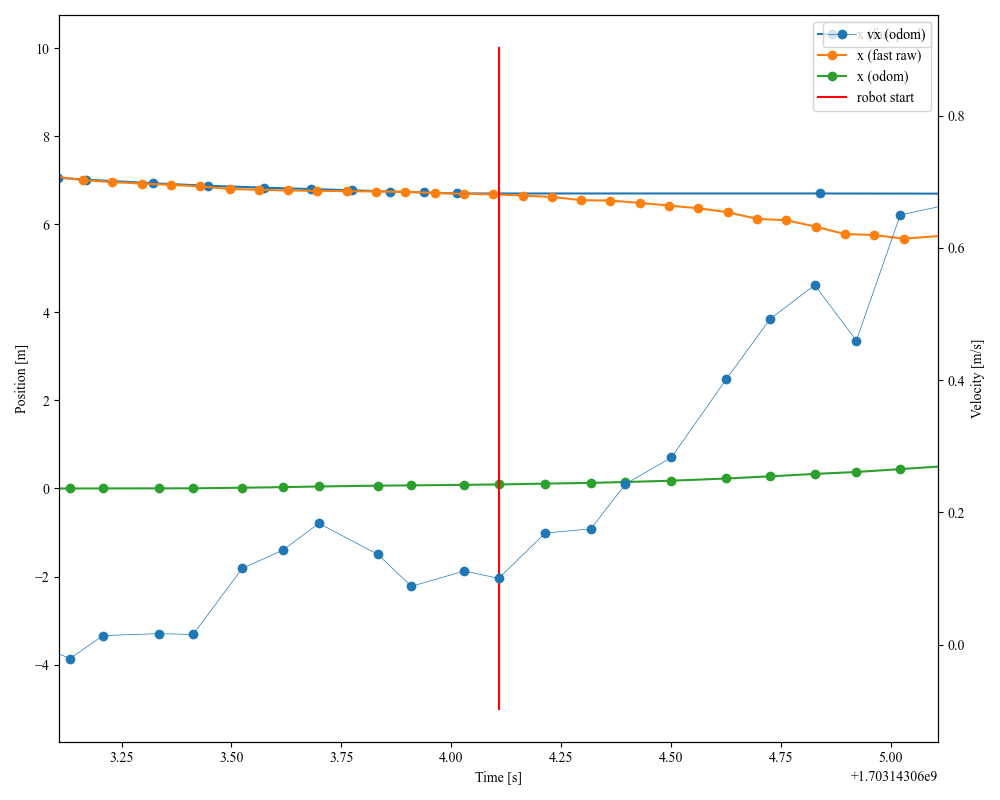 10
8
6
4
2
0
−2
−4
Position [m]
vx (odom)
x (fast raw)
x (odom)
robot start
0.8
0.6
0.4
0.2
0.0
Velocity [m/s]
3.25
3.50
3.75
4.00
4.25
4.50
4.75
5.00
Time [s]
+1.70314306e9